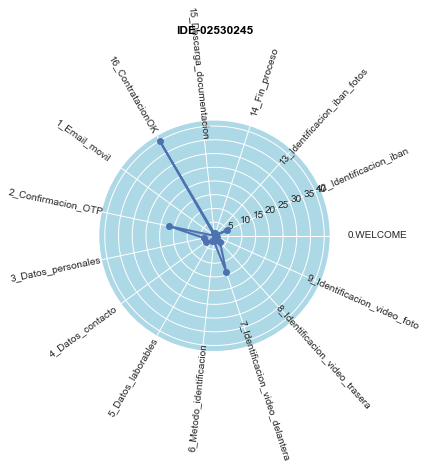 IDE-02530245
15_Descarga_documentacion
14_Fin_proceso
16_ContratacionOK
13_Identificacion_iban_fotos
1_Email_movil
12_Identificacion_iban
2_Confirmacion_OTP
5 10 15 20 25 30 35 40
0.WELCOME
3_Datos_personales
9_Identificacion_video_foto
4_Datos_contacto
8_Identificacion_video_trasera
5_Datos_laborables
6_Metodo_identificacion
7_Identificacion_video_delantera